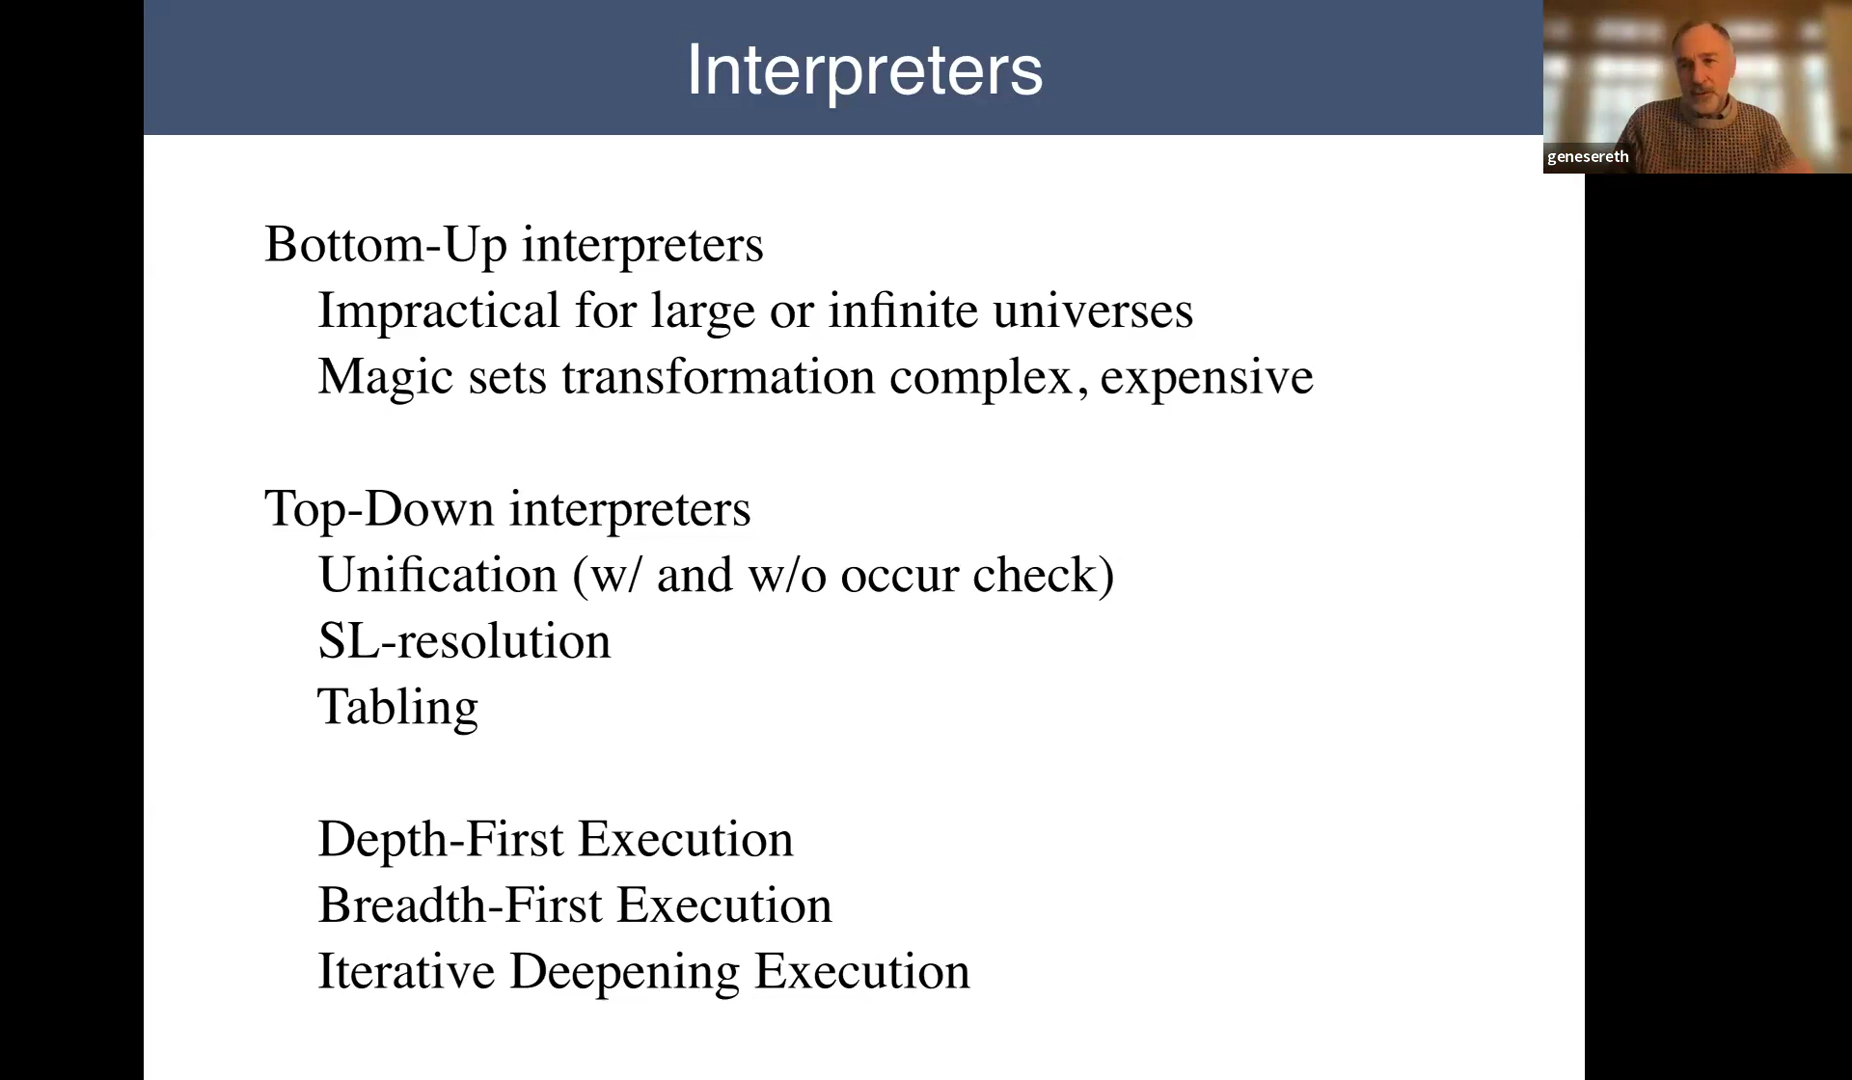 Interpreters
genesereth
Bottom-Up interpreters
Impractical for large or infinite universes
Magic sets transformation complex, expensive
Top-Down interpreters
Unification (w/ and w/o occur check)
SL-resolution
Tabling
Depth-First Execution
Breadth-First Execution
Iterative Deepening Execution